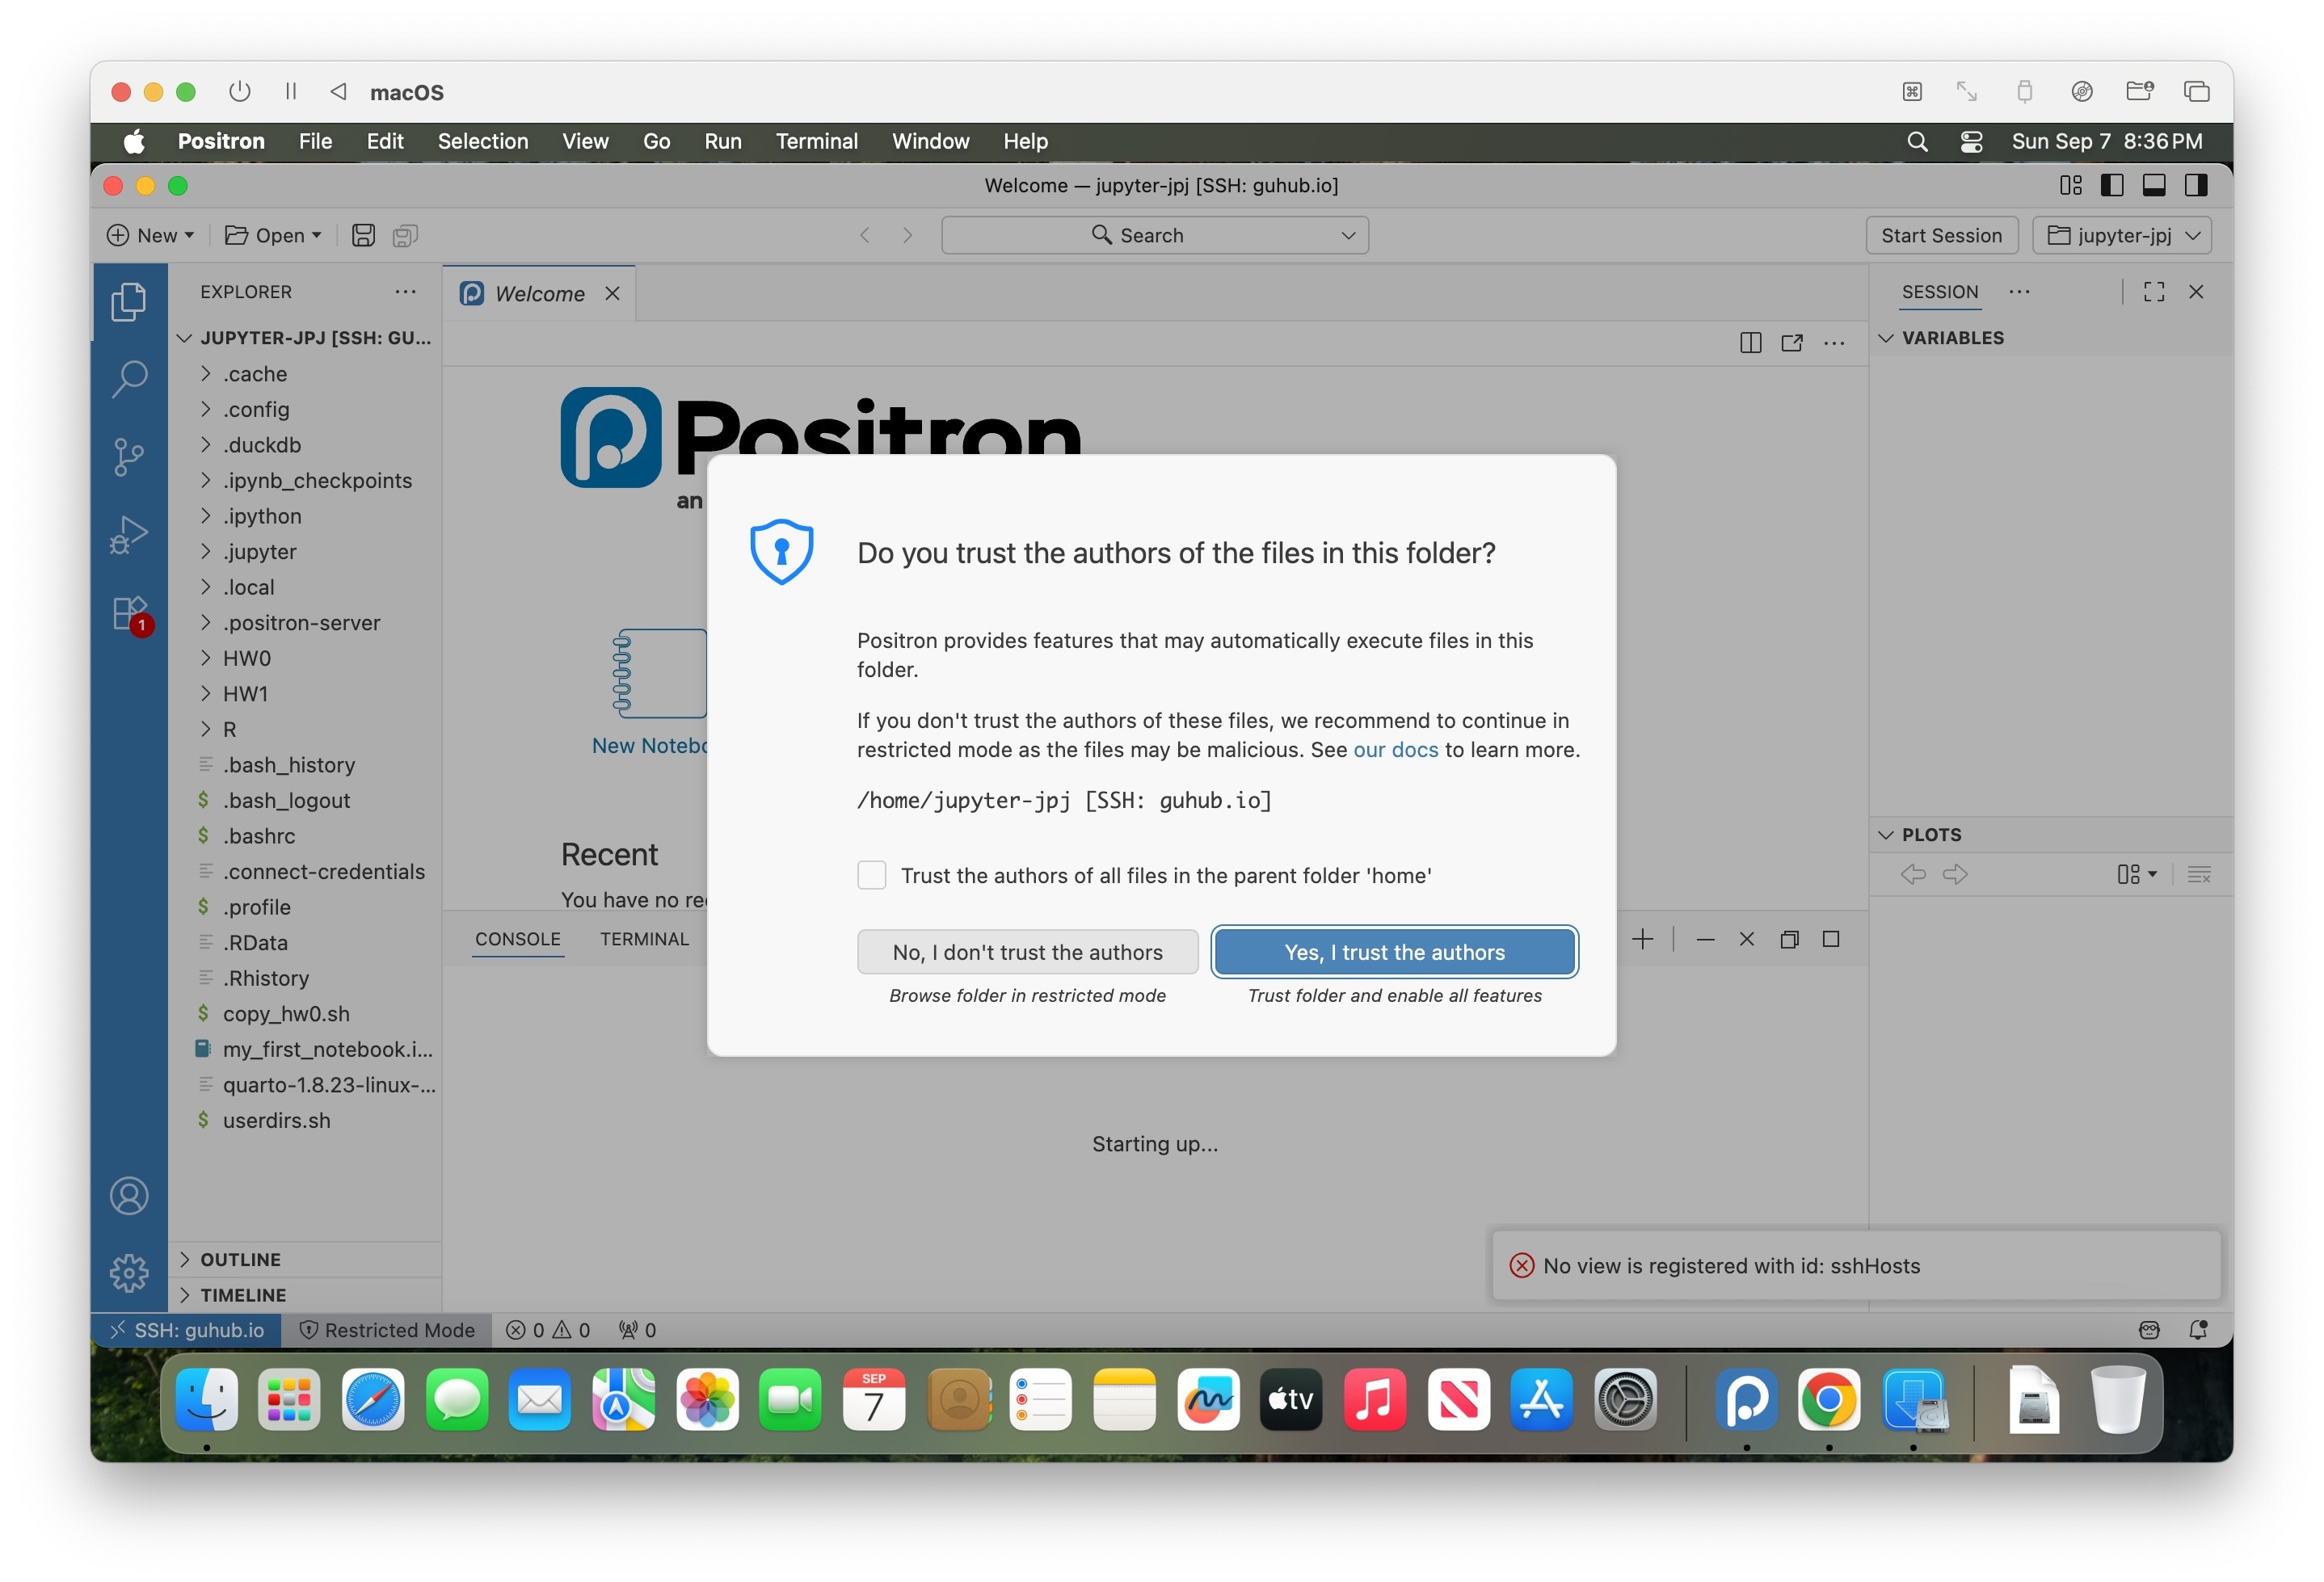 macOS
Positron File Edit Selection View Go Run Terminal Window Help Sun Sep 7 8:36 PM
Welcome — jupyter-jpj [SSH: guhub.io]
New Open Search Start Session jupyter-jpj
EXPLORER
JUPYTER-JPJ [SSH: GU...
.cache
.config
.duckdb
.ipynb_checkpoints
.ipython
.jupyter
.local
.positron-server
HW0
HW1
R
.bash_history
$ .bash_logout
$ .bashrc
.connect-credentials
$ .profile
.RData
.Rhistory
$ copy_hw0.sh
my_first_notebook.i...
quarto-1.8.23-linux-...
$ userdirs.sh
OUTLINE
TIMELINE
1
Welcome
Positron
an
New Notebo
Recent
You have no re
Do you trust the authors of the files in this folder?
Positron provides features that may automatically execute files in this
folder.
If you don't trust the authors of these files, we recommend to continue in
restricted mode as the files may be malicious. See our docs to learn more.
/home/jupyter-jpj [SSH: guhub.io]
Trust the authors of all files in the parent folder 'home'
No, I don't trust the authors Yes, I trust the authors
Browse folder in restricted mode Trust folder and enable all features
CONSOLE TERMINAL
Starting up...
SESSION
VARIABLES
PLOTS
No view is registered with id: sshHosts
SSH: guhub.io Restricted Mode 0 0 0
SEP
7
tv